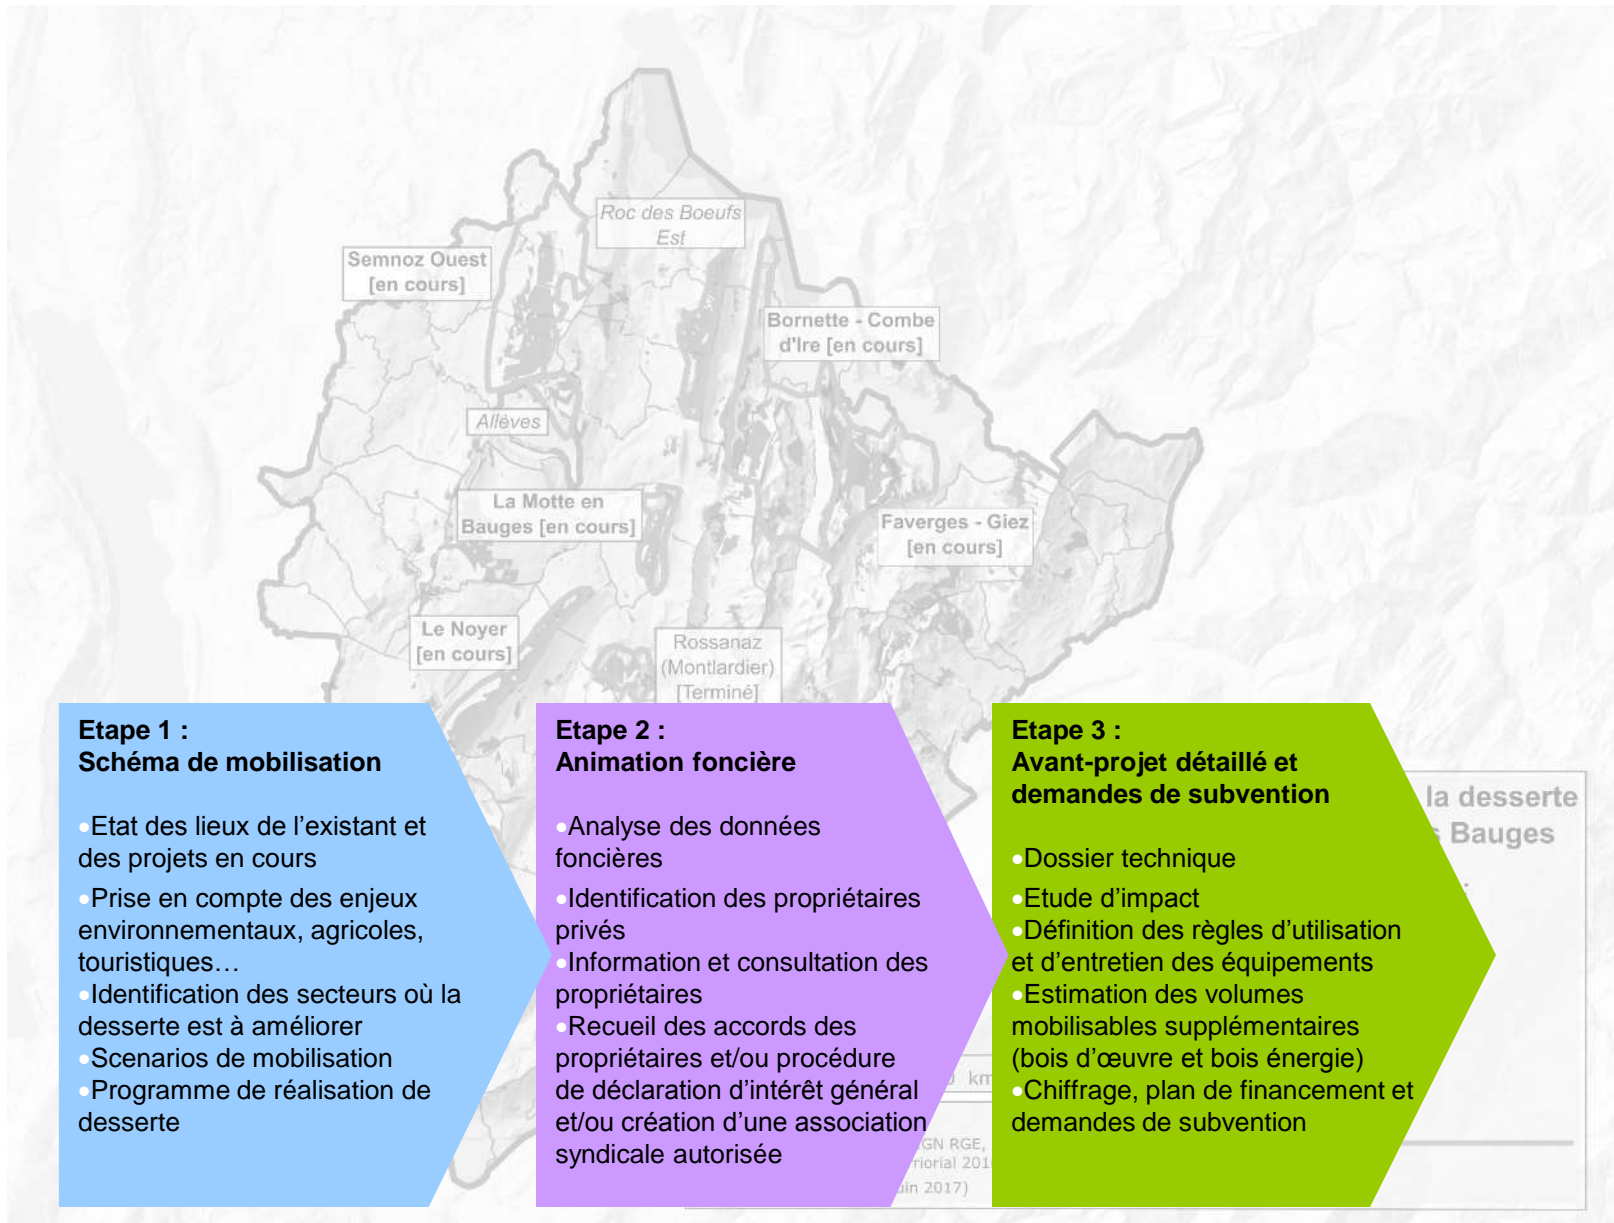 Roc des Boeufs
Est
Semnoz Ouest
[en cours]
Bornette - Combe
d'Ire [en cours]
Allèves
La Motte en
Bauges [en cours]
Faverges - Giez
[en cours]
Le Noyer
[en cours]
Rossanaz
(Montlardier)
[Terminé]
Etape 1 :
Schéma de mobilisation
•Etat des lieux de l’existant et
des projets en cours
•Prise en compte des enjeux
environnementaux, agricoles,
touristiques…
•Identification des secteurs où la
desserte est à améliorer
•Scenarios de mobilisation
•Programme de réalisation de
desserte
Etape 2 :
Animation foncière
•Analyse des données
foncières
•Identification des propriétaires
privés
•Information et consultation des
propriétaires
•Recueil des accords des
propriétaires et/ou procédure
de déclaration d’intérêt général
et/ou création d’une association
syndicale autorisée
Etape 3 :
Avant-projet détaillé et
demandes de subvention
•Dossier technique
•Etude d’impact
•Définition des règles d’utilisation
et d’entretien des équipements
•Estimation des volumes
mobilisables supplémentaires
(bois d’œuvre et bois énergie)
•Chiffrage, plan de financement et
demandes de subvention
la desserte
Bauges
km
RGE,
2017)